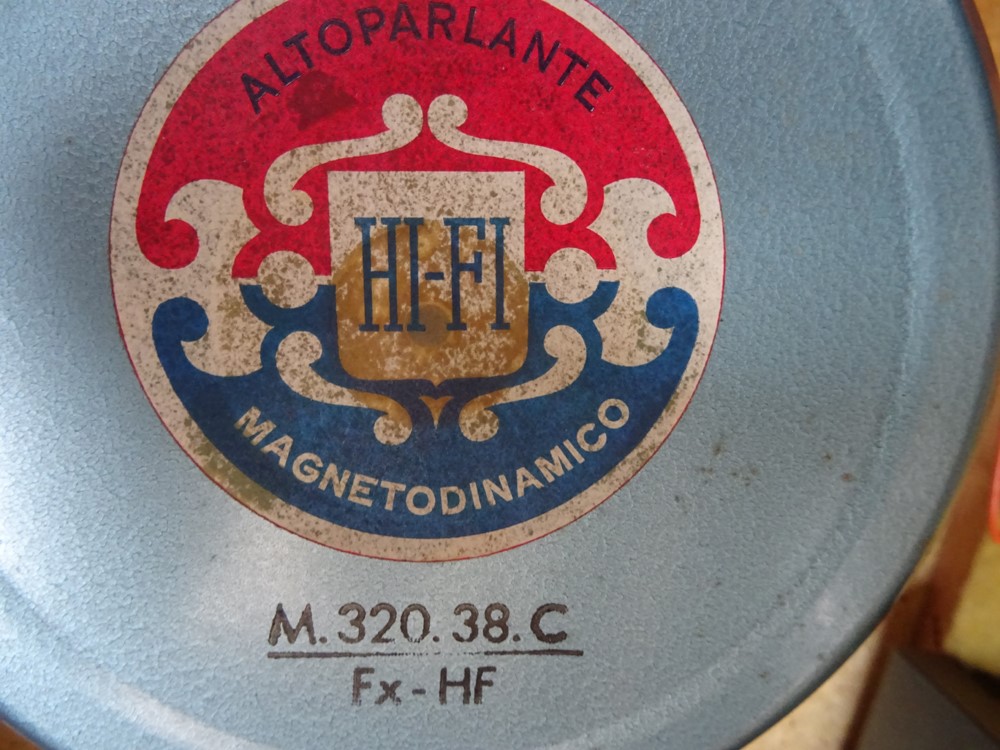 ALTOPARLANTE
HI-FI
MAGNETODINAMICO
M.320.38.C
Fx-HF